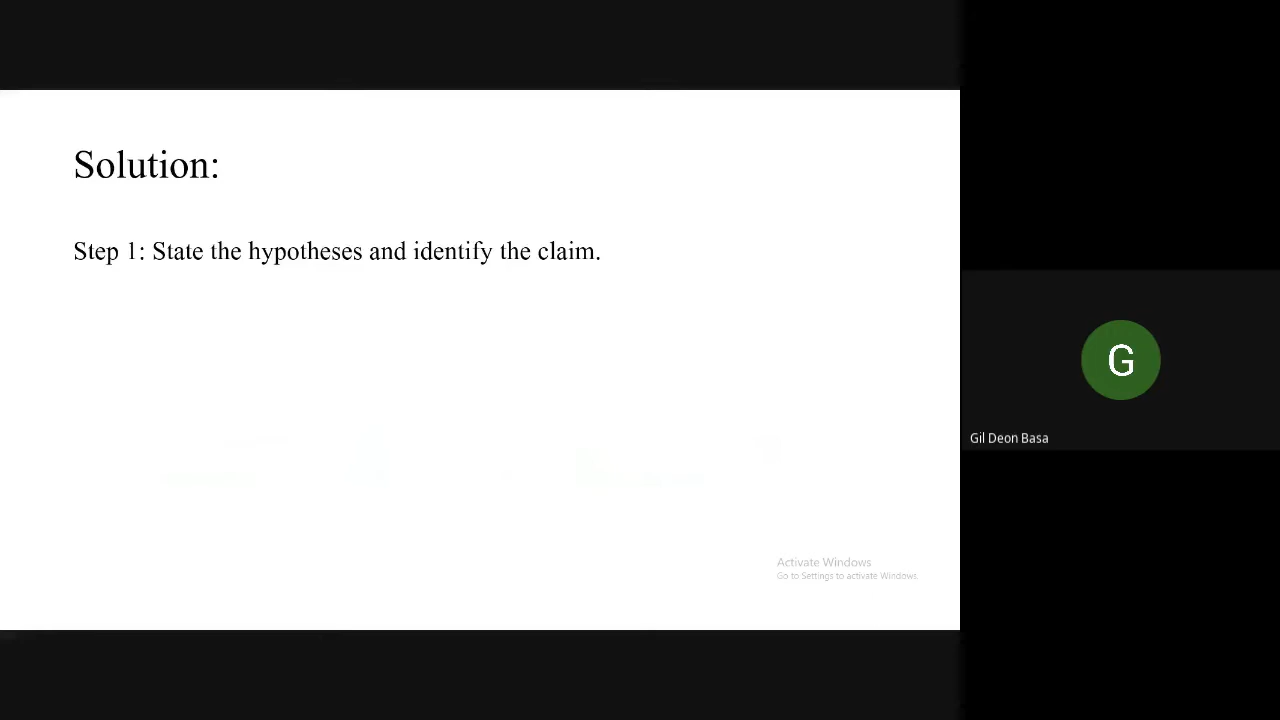 Solution:
Step 1: State the hypotheses and identify the claim.
G
Gil Deon Basa
Activate Windows
Go to Settings to activate Windows.